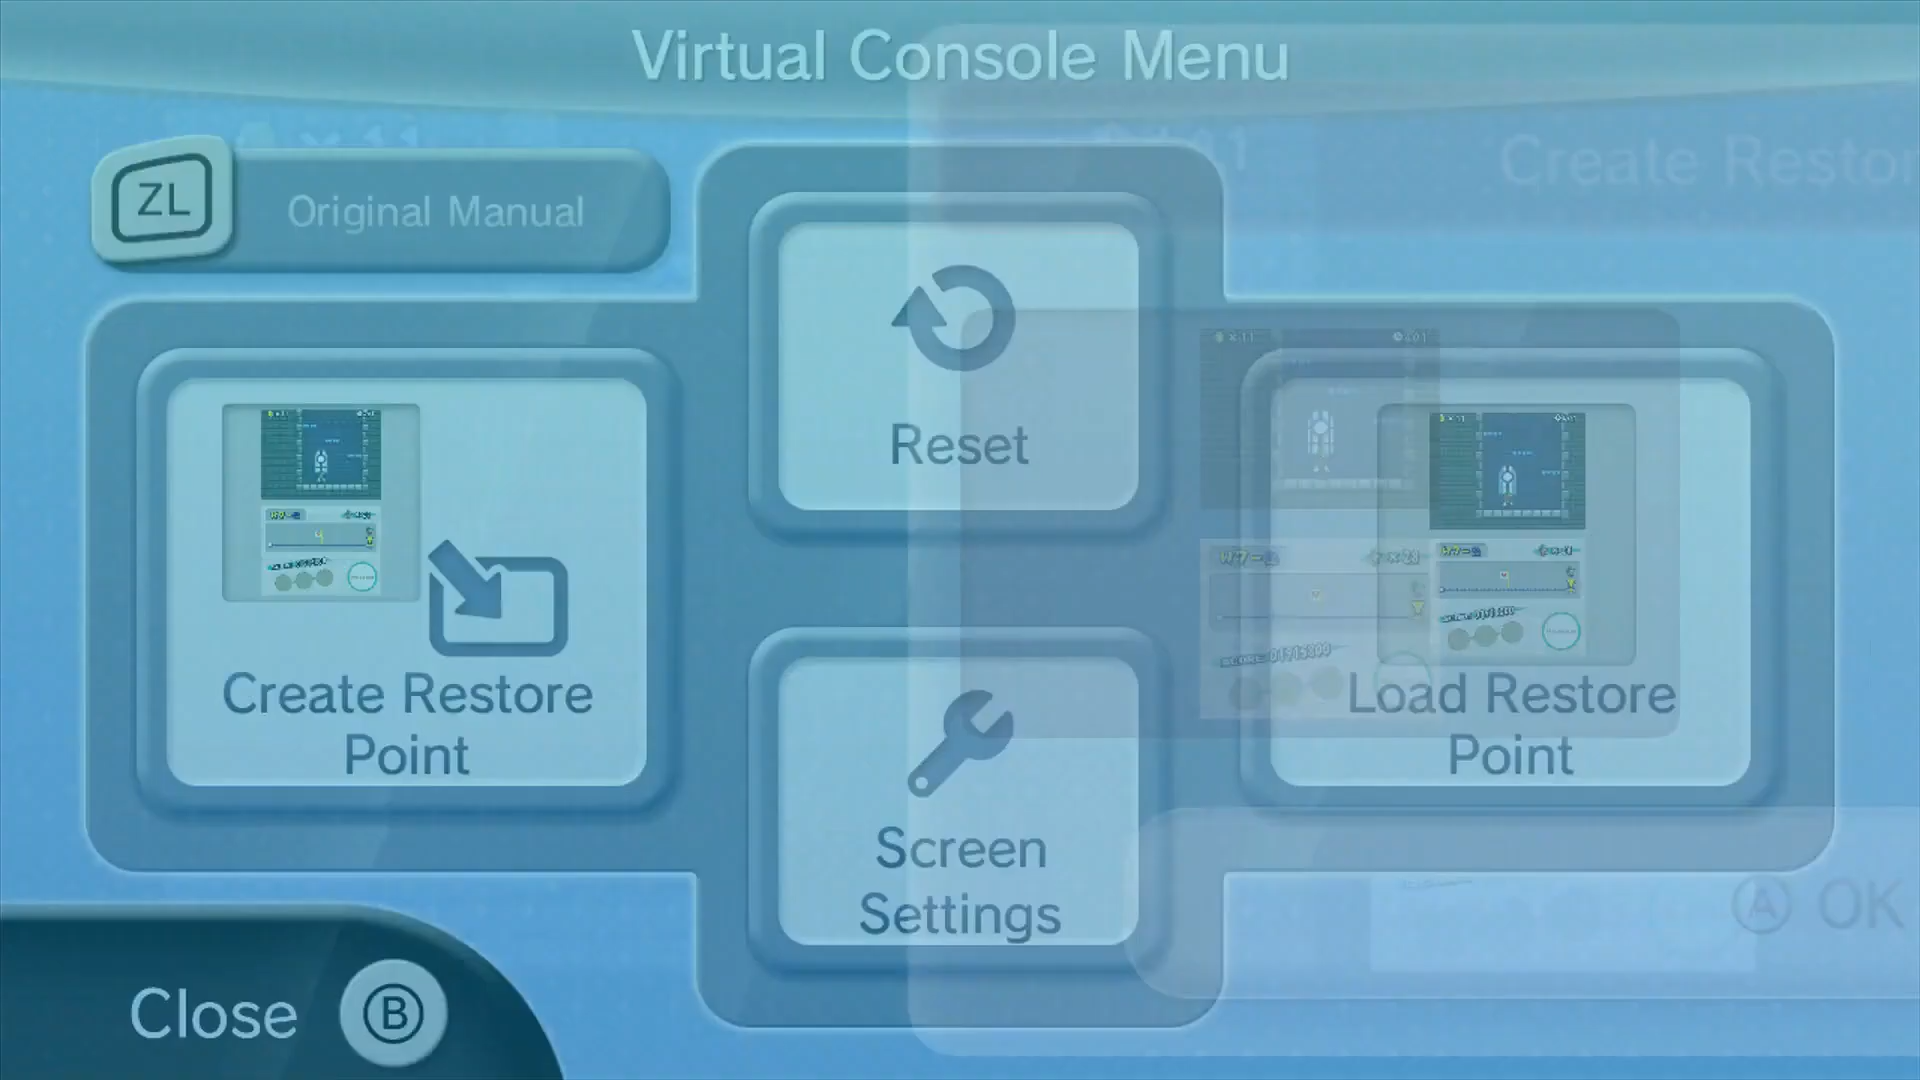 Virtual Console Menu
Create Restor
ZL
Original Manual
Reset
Create Restore
Point
Load Restore
Point
Screen
Settings
A OK
Close B